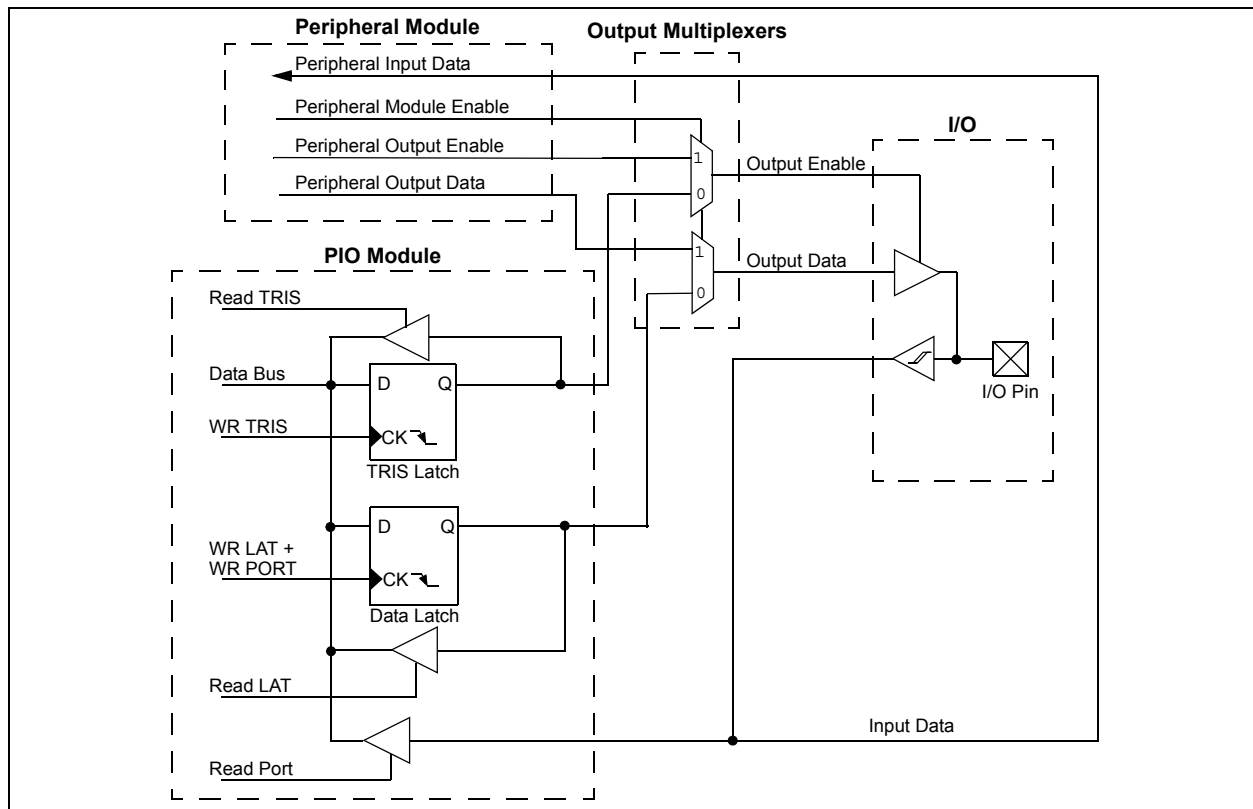 Peripheral Module
Output Multiplexers
Peripheral Input Data
Peripheral Module Enable
Peripheral Output Enable
Peripheral Output Data
1
0
1
0
Output Enable
Output Data
I/O
I/O Pin
PIO Module
Read TRIS
Data Bus
D Q
WR TRIS
CK
TRIS Latch
D Q
WR LAT +
WR PORT
CK
Data Latch
Read LAT
Input Data
Read Port